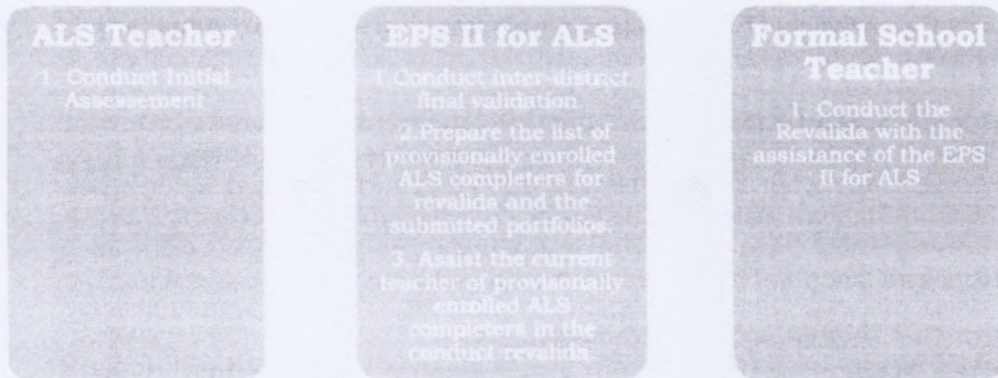 ALS Teacher
1. Conduct Initial
Assessement
EPS II for ALS
1.Conduct inter-district
final validation.
2.Prepare the list of
provisionally enrolled
ALS completers for
revalida and the
submitted portfolios.
3. Assist the current
teacher of provisonally
enrolled ALS
completers in the
conduct revalida.
Formal School
Teacher
1. Conduct the
Revalida with the
assistance of the EPS
II for ALS